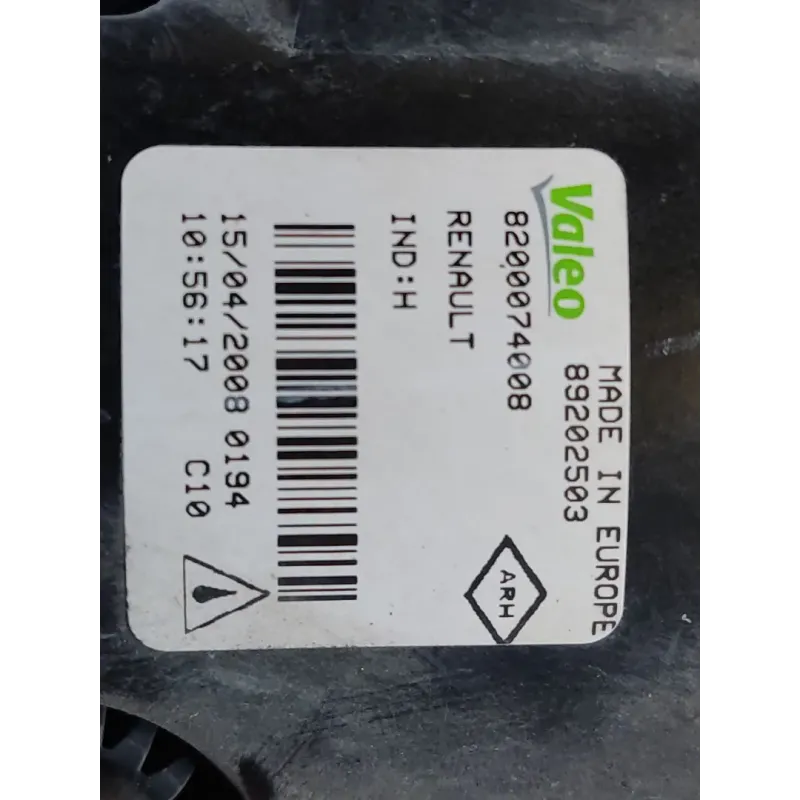 Valeo
MADE IN EUROPE
89202503
8200074008
RENAULT
ARH
IND:H
15/04/2008 0194
10:56:17 C10